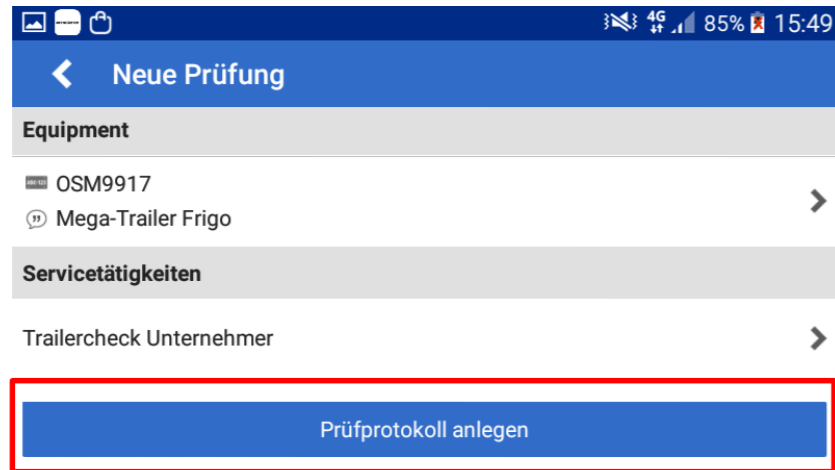 4G 85% 15:49
Neue Prüfung
Equipment
OSM9917
Mega-Trailer Frigo
Servicetätigkeiten
Trailercheck Unternehmer
Prüfprotokoll anlegen